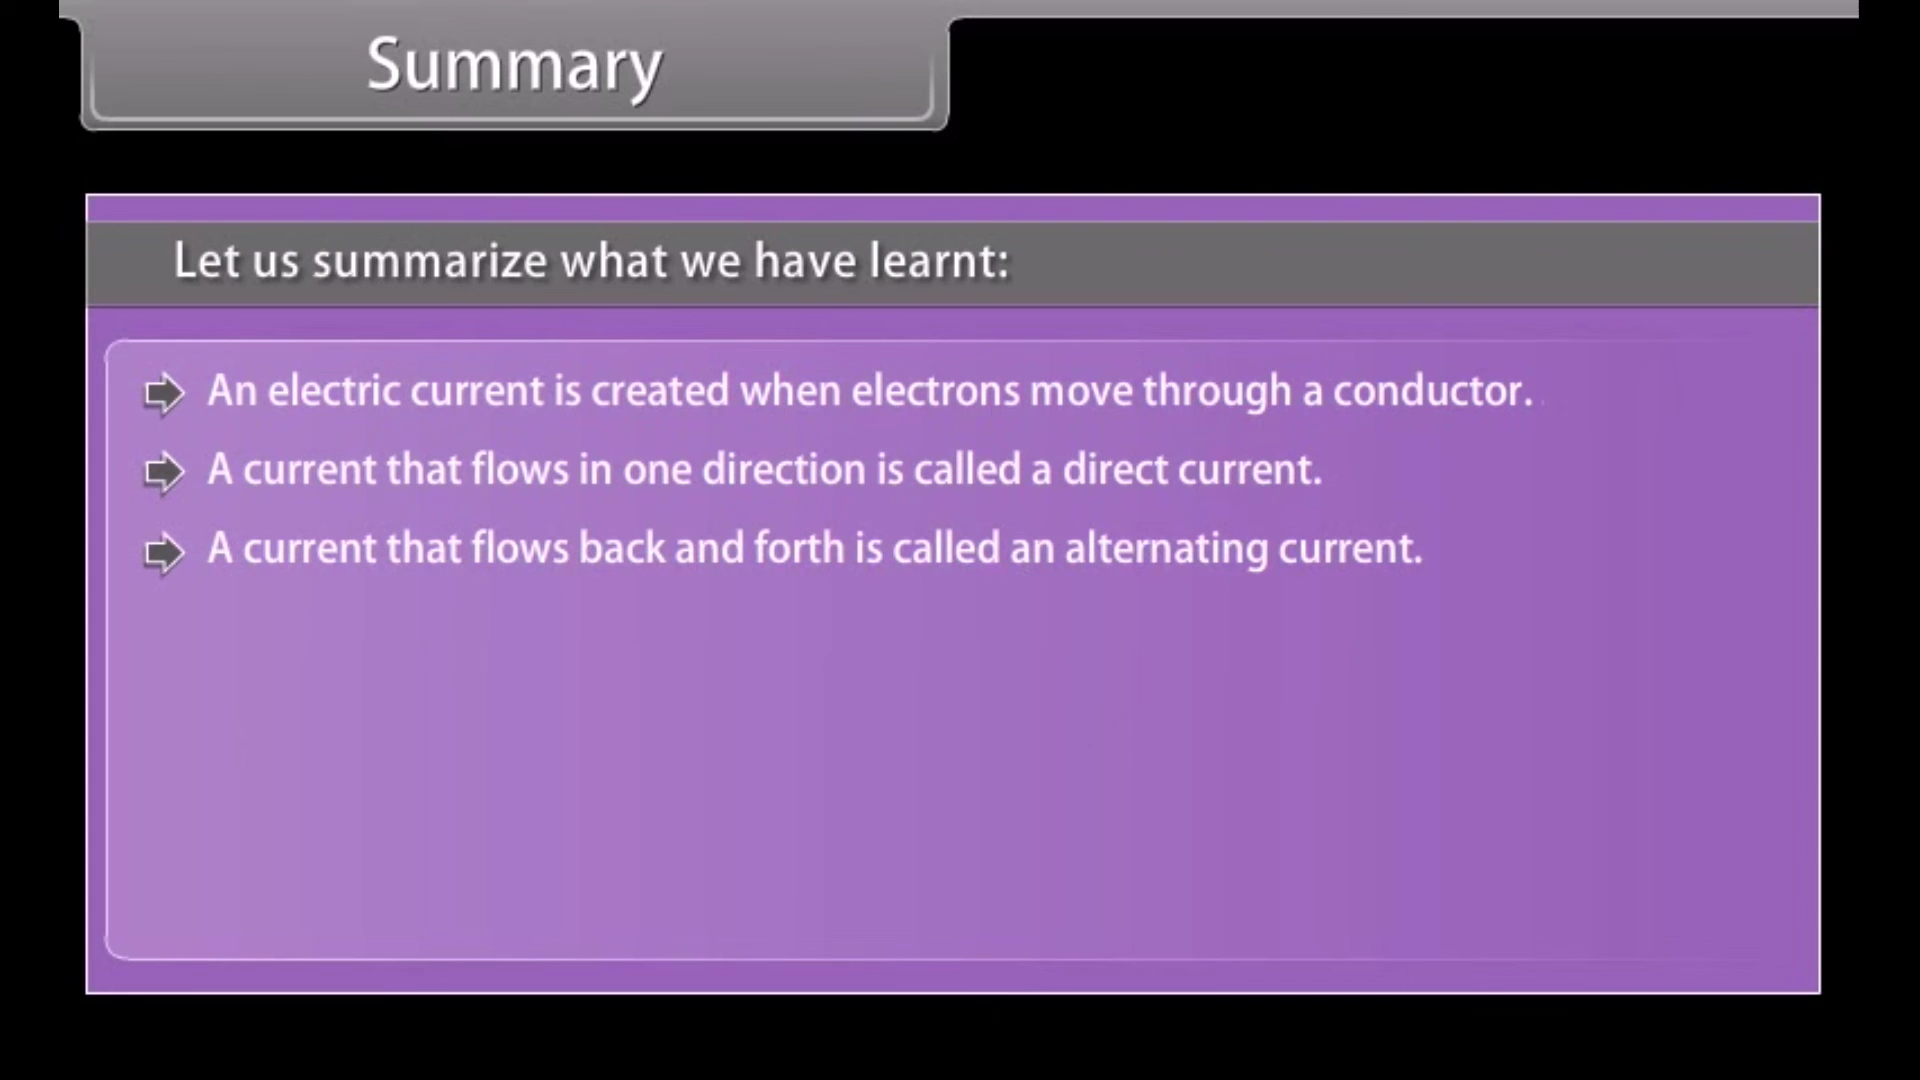 Summary
Let us summarize what we have learnt:
An electric current is created when electrons move through a conductor.
A current that flows in one direction is called a direct current.
A current that flows back and forth is called an alternating current.